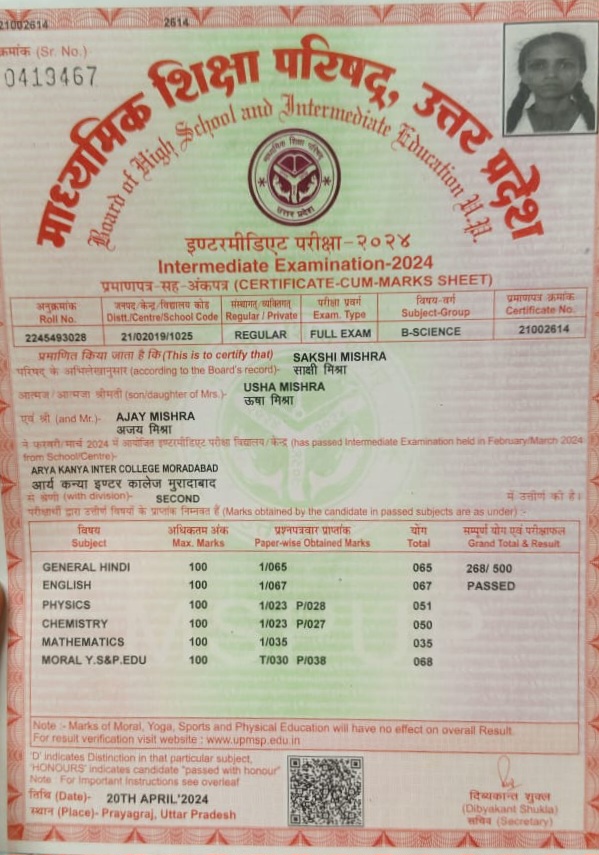 21002614
2614
क्रमांक (Sr. No.)
0413467
माध्यमिक शिक्षा परिषद्, उत्तर प्रदेश
Board of High School and Intermediate Education U.P.
माध्यमिक शिक्षा परिषद
उत्तर प्रदेश
इण्टरमीडिएट परीक्षा-२०२४
Intermediate Examination-2024
प्रमाणपत्र-सह-अंकपत्र (CERTIFICATE-CUM-MARKS SHEET)
अनुक्रमांक जनपद/केन्द्र/विद्यालय कोड संस्थागत/व्यक्तिगत परीक्षा प्रवर्ग विषय-वर्ग प्रमाणपत्र क्रमांक
Roll No. Distt./Centre/School Code Regular / Private Exam. Type Subject-Group Certificate No.
2245493028 21/02019/1025 REGULAR FULL EXAM B-SCIENCE 21002614
प्रमाणित किया जाता है कि(This is to certify that) SAKSHI MISHRA
परिषद् के अभिलेखानुसार (according to the Board's record)- साक्षी मिश्रा
आत्मज/आत्मजा श्रीमती (son/daughter of Mrs.)- USHA MISHRA
ऊषा मिश्रा
एवं श्री (and Mr.)- AJAY MISHRA
अजय मिश्रा
ने फरवरी/मार्च 2024 में आयोजित इण्टरमीडिएट परीक्षा विद्यालय/केन्द्र (has passed Intermediate Examination held in February/March 2024
from School/Centre)-
ARYA KANYA INTER COLLEGE MORADABAD
आर्य कन्या इण्टर कालेज मुरादाबाद
में श्रेणी (with division)- SECOND में उत्तीर्ण की है।
परीक्षार्थी द्वारा उत्तीर्ण विषयों के प्राप्तांक निम्नवत हैं (Marks obtained by the candidate in passed subjects are as under) :-
विषय अधिकतम अंक प्रश्नपत्रवार प्राप्तांक योग सम्पूर्ण योग एवं परीक्षाफल
Subject Max. Marks Paper-wise Obtained Marks Total Grand Total & Result
GENERAL HINDI 100 1/065 065 268/ 500
ENGLISH 100 1/067 067 PASSED
PHYSICS 100 1/023 P/028 051
CHEMISTRY 100 1/023 P/027 050
MATHEMATICS 100 1/035 035
MORAL Y.S&P.EDU 100 T/030 P/038 068
Note :- Marks of Moral, Yoga, Sports and Physical Education will have no effect on overall Result.
For result verification visit website : www.upmsp.edu.in
'D' indicates Distinction in that particular subject,
'HONOURS' indicates candidate "passed with honour"
Note : For Important Instructions see overleaf
तिथि (Date)- 20TH APRIL'2024
स्थान (Place)- Prayagraj, Uttar Pradesh
दिब्यकान्त शुक्ल
(Dibyakant Shukla)
सचिव (Secretary)